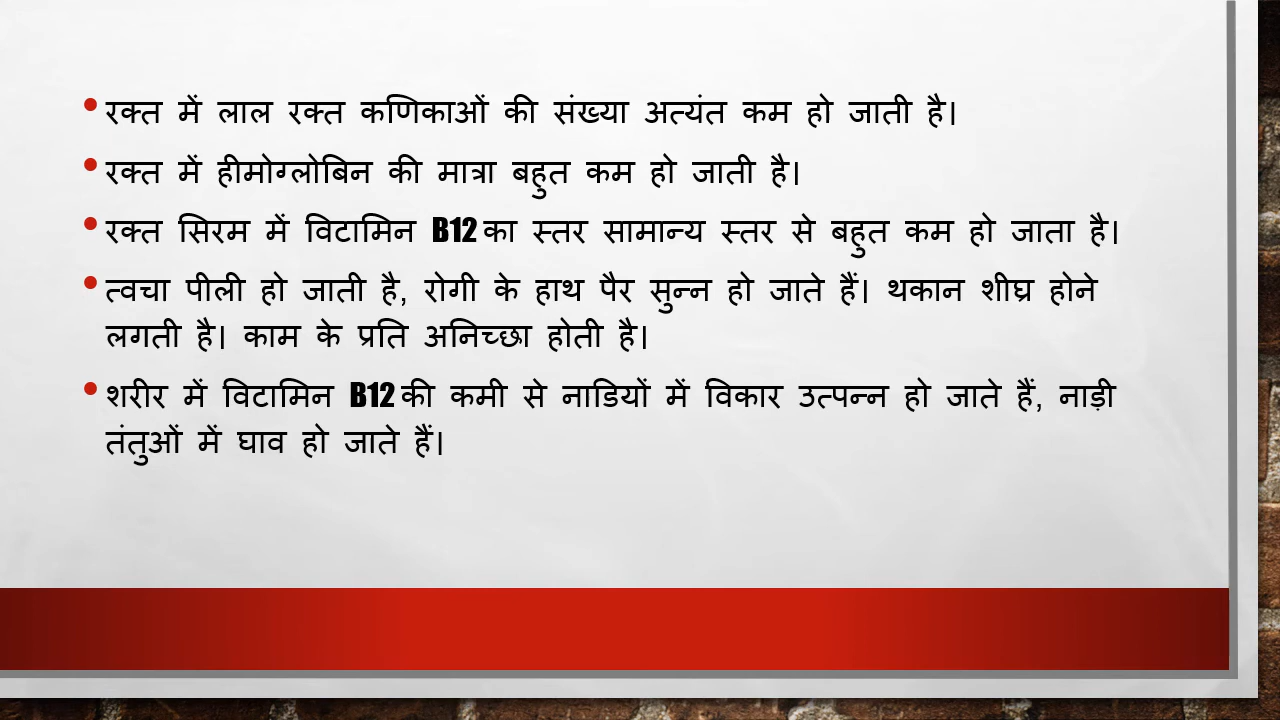 • रक्त में लाल रक्त कणिकाओं की संख्या अत्यंत कम हो जाती है।
• रक्त में हीमोग्लोबिन की मात्रा बहुत कम हो जाती है।
• रक्त सिरम में विटामिन B12 का स्तर सामान्य स्तर से बहुत कम हो जाता है।
• त्वचा पीली हो जाती है, रोगी के हाथ पैर सुन्न हो जाते हैं। थकान शीघ्र होने
लगती है। काम के प्रति अनिच्छा होती है।
• शरीर में विटामिन B12 की कमी से नाडियों में विकार उत्पन्न हो जाते हैं, नाड़ी
तंतुओं में घाव हो जाते हैं।